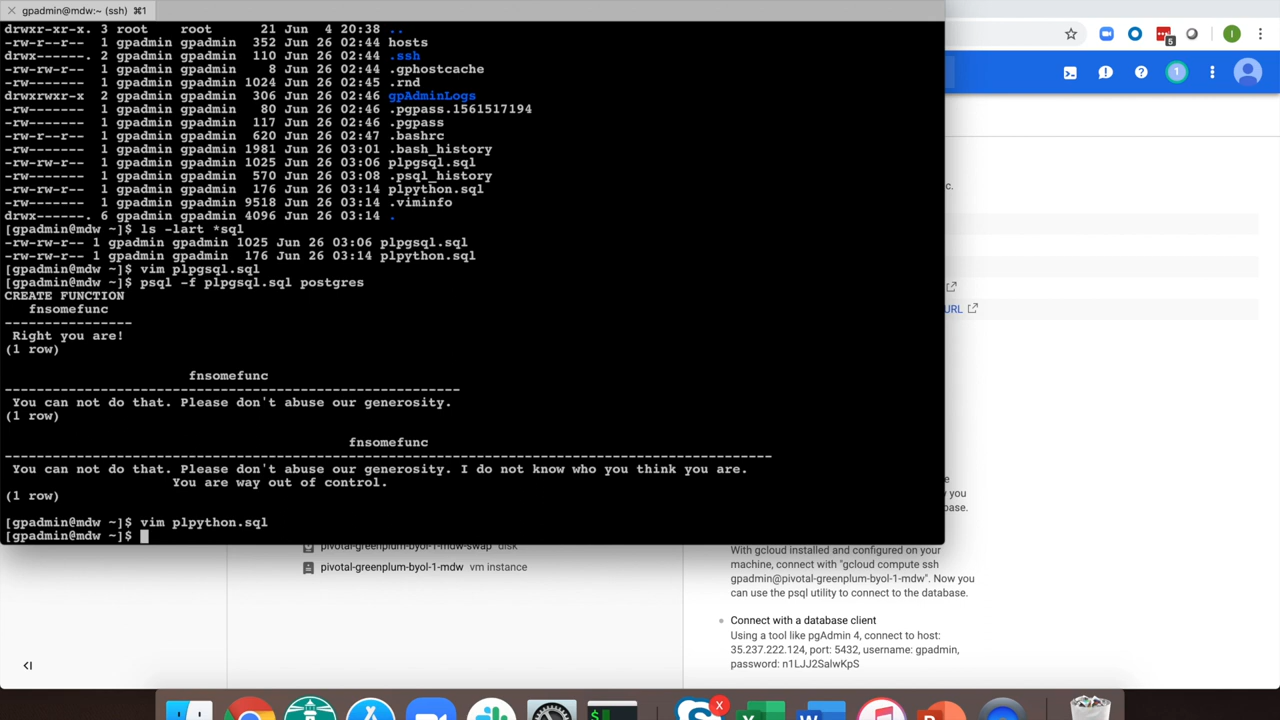 gpadmin@mdw:~ (ssh) ⌘1
drwxr-xr-x. 3 root root 21 Jun 4 20:38 ..
-rw-r--r-- 1 gpadmin gpadmin 352 Jun 26 02:44 hosts
drwx------. 2 gpadmin gpadmin 110 Jun 26 02:44 .ssh
-rw-rw-r-- 1 gpadmin gpadmin 8 Jun 26 02:44 .gphostcache
-rw------- 1 gpadmin gpadmin 1024 Jun 26 02:45 .rnd
drwxrwxr-x 2 gpadmin gpadmin 306 Jun 26 02:46 gpAdminLogs
-rw------- 1 gpadmin gpadmin 80 Jun 26 02:46 .pgpass.1561517194
-rw------- 1 gpadmin gpadmin 117 Jun 26 02:46 .pgpass
-rw-r--r-- 1 gpadmin gpadmin 620 Jun 26 02:47 .bashrc
-rw------- 1 gpadmin gpadmin 1981 Jun 26 03:01 .bash_history
-rw-rw-r-- 1 gpadmin gpadmin 1025 Jun 26 03:06 plpgsql.sql
-rw------- 1 gpadmin gpadmin 570 Jun 26 03:08 .psql_history
-rw-rw-r-- 1 gpadmin gpadmin 176 Jun 26 03:14 plpython.sql
-rw------- 1 gpadmin gpadmin 9518 Jun 26 03:14 .viminfo
drwx------. 6 gpadmin gpadmin 4096 Jun 26 03:14 .
[gpadmin@mdw ~]$ ls -lart *sql
-rw-rw-r-- 1 gpadmin gpadmin 1025 Jun 26 03:06 plpgsql.sql
-rw-rw-r-- 1 gpadmin gpadmin 176 Jun 26 03:14 plpython.sql
[gpadmin@mdw ~]$ vim plpgsql.sql
[gpadmin@mdw ~]$ psql -f plpgsql.sql postgres
CREATE FUNCTION
fnsomefunc
----------------
Right you are!
(1 row)
fnsomefunc
---------------------------------------------------------
You can not do that. Please don't abuse our generosity.
(1 row)
fnsomefunc
------------------------------------------------------------------------------------------------
You can not do that. Please don't abuse our generosity. I do not know who you think you are.
You are way out of control.
(1 row)
[gpadmin@mdw ~]$ vim plpython.sql
[gpadmin@mdw ~]$
5
1
c.
URL
e
you
base.
pivotal-greenplum-byol-1-mdw-swap disk
pivotal-greenplum-byol-1-mdw vm instance
With gcloud installed and configured on your
machine, connect with "gcloud compute ssh
gpadmin@pivotal-greenplum-byol-1-mdw". Now you
can use the psql utility to connect to the database.
Connect with a database client
Using a tool like pgAdmin 4, connect to host:
35.237.222.124, port: 5432, username: gpadmin,
password: n1LJJ2SalwKpS